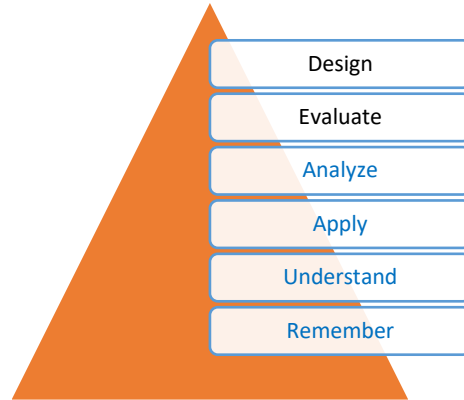 Design
Evaluate
Analyze
Apply
Understand
Remember